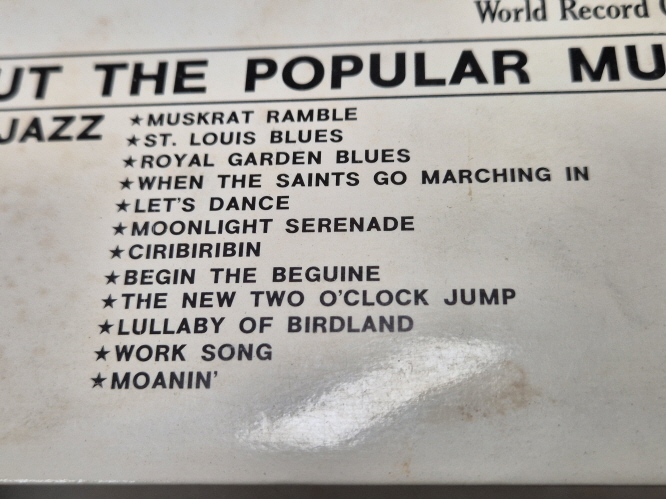 World Record
THE POPULAR
JAZZ
★MUSKRAT RAMBLE
★ST. LOUIS BLUES
★ROYAL GARDEN BLUES
★WHEN THE SAINTS GO MARCHING IN
★LET'S DANCE
★MOONLIGHT SERENADE
★CIRIBIRIBIN
★BEGIN THE BEGUINE
★THE NEW TWO O'CLOCK JUMP
★LULLABY OF BIRDLAND
★WORK SONG
★MOANIN'